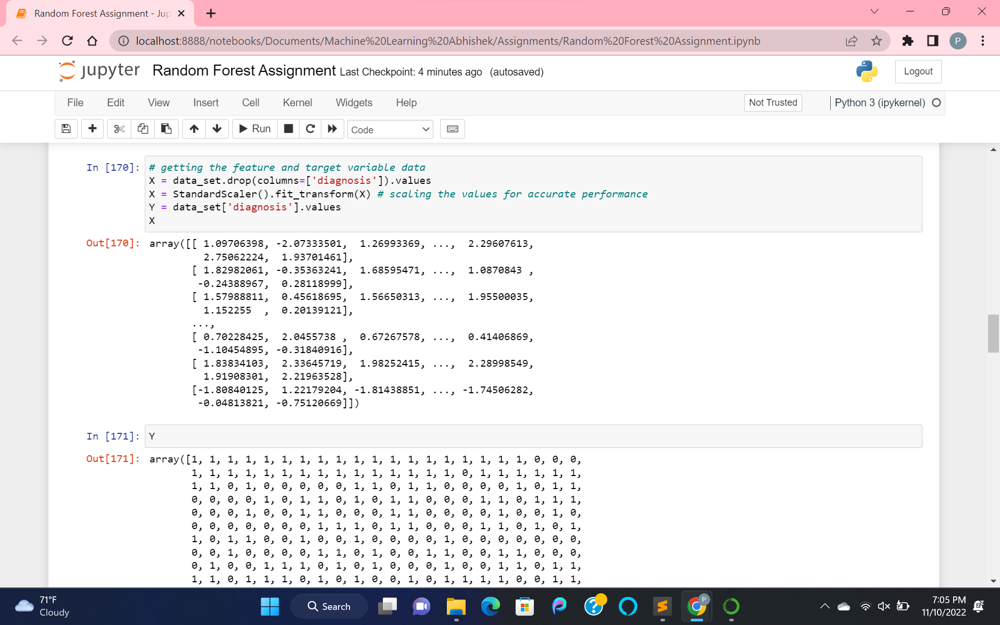 Random Forest Assignment - Jup
localhost:8888/notebooks/Documents/Machine%20Learning%20Abhishek/Assignments/Random%20Forest%20Assignment.ipynb
P
jupyter Random Forest Assignment Last Checkpoint: 4 minutes ago (autosaved)
Logout
File Edit View Insert Cell Kernel Widgets Help
Not Trusted
Python 3 (ipykernel)
Run
Code
In [170]: # getting the feature and target variable data
X = data_set.drop(columns=['diagnosis']).values
X = StandardScaler().fit_transform(X) # scaling the values for accurate performance
Y = data_set['diagnosis'].values
X
Out[170]: array([[ 1.09706398, -2.07333501, 1.26993369, ..., 2.29607613,
2.75062224, 1.93701461],
[ 1.82982061, -0.35363241, 1.68595471, ..., 1.0870843 ,
-0.24388967, 0.28118999],
[ 1.57988811, 0.45618695, 1.56650313, ..., 1.95500035,
1.152255 , 0.20139121],
...,
[ 0.70228425, 2.0455738 , 0.67267578, ..., 0.41406869,
-1.10454895, -0.31840916],
[ 1.83834103, 2.33645719, 1.98252415, ..., 2.28998549,
1.91908301, 2.21963528],
[-1.80840125, 1.22179204, -1.81438851, ..., -1.74506282,
-0.04813821, -0.75120669]])
In [171]: Y
Out[171]: array([1, 1, 1, 1, 1, 1, 1, 1, 1, 1, 1, 1, 1, 1, 1, 1, 1, 1, 1, 0, 0, 0,
1, 1, 1, 1, 1, 1, 1, 1, 1, 1, 1, 1, 1, 1, 1, 0, 1, 1, 1, 1, 1, 1,
1, 1, 0, 1, 0, 0, 0, 0, 0, 1, 1, 0, 1, 1, 0, 0, 0, 0, 1, 0, 1, 1,
0, 0, 0, 0, 1, 0, 1, 1, 0, 1, 0, 1, 1, 0, 0, 0, 1, 1, 0, 1, 1, 1,
0, 0, 0, 1, 0, 0, 1, 1, 0, 0, 0, 1, 1, 0, 0, 0, 0, 1, 0, 0, 1, 0,
0, 0, 0, 0, 0, 0, 0, 1, 1, 1, 0, 1, 1, 0, 0, 0, 1, 1, 0, 1, 0, 1,
1, 0, 1, 1, 0, 0, 1, 0, 0, 1, 0, 0, 0, 0, 1, 0, 0, 0, 0, 0, 0, 0,
0, 0, 1, 0, 0, 0, 0, 1, 1, 0, 1, 0, 0, 1, 1, 0, 0, 1, 1, 0, 0, 0,
0, 1, 0, 0, 1, 1, 1, 0, 1, 0, 1, 0, 0, 0, 1, 0, 0, 1, 1, 0, 1, 1,
1, 1, 0, 1, 1, 1, 0, 1, 0, 1, 0, 0, 1, 0, 1, 1, 1, 1, 0, 0, 1, 1,
71°F
Cloudy
Search
P
7:05 PM
11/10/2022